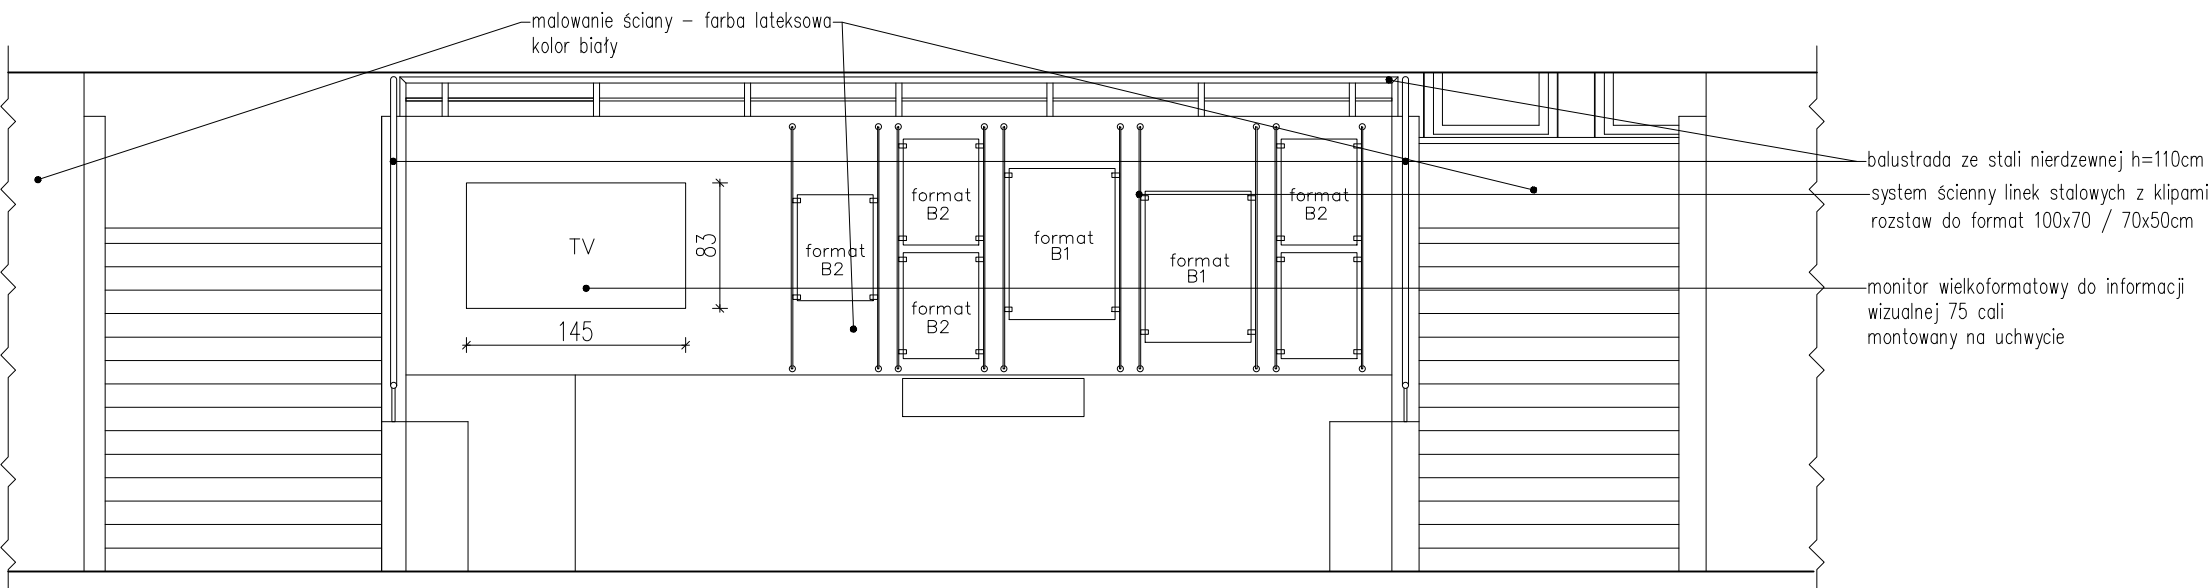 malowanie ściany – farba lateksowa
kolor biały
balustrada ze stali nierdzewnej h=110cm
system ścienny linek stalowych z klipami
rozstaw do format 100x70 / 70x50cm
monitor wielkoformatowy do informacji
wizualnej 75 cali
montowany na uchwycie
TV
83
145
format
B2
format
B2
format
B2
format
B1
format
B1
format
B2